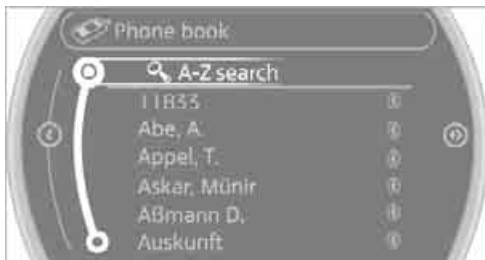 Phone book
A-Z search
11833
Abe, A.
Appel, T.
Askar, Münir
Aßmann D.
Auskunft